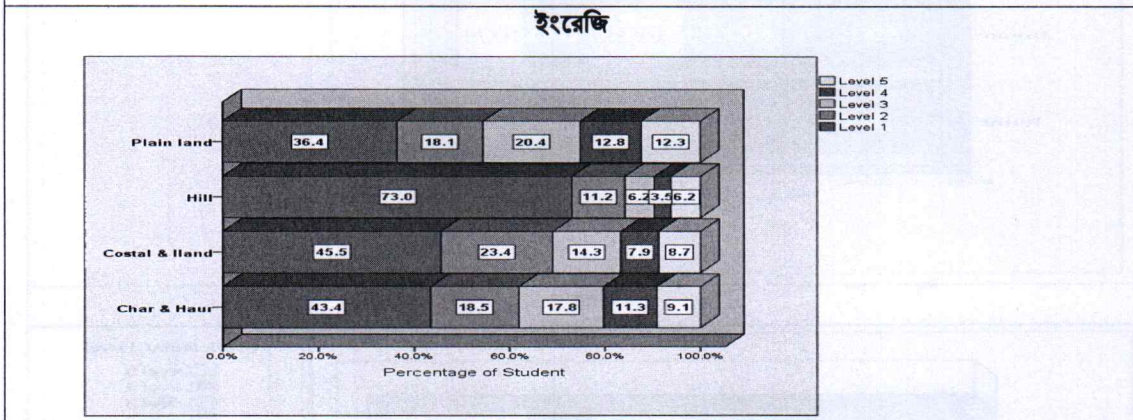 ইংরেজি
Level 5
Level 4
Level 3
Level 2
Level 1
Plain land 36.4 18.1 20.4 12.8 12.3
Hill 73.0 11.2 6.2 3.5 6.2
Costal & Iland 45.5 23.4 14.3 7.9 8.7
Char & Haur 43.4 18.5 17.8 11.3 9.1
0.0% 20.0% 40.0% 60.0% 80.0% 100.0%
Percentage of Student